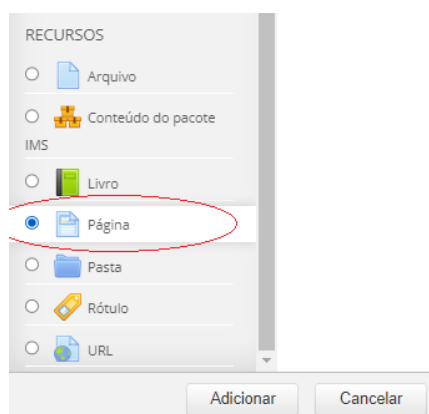 RECURSOS
Arquivo
Conteúdo do pacote
IMS
Livro
Página
Pasta
Rótulo
URL
Adicionar Cancelar